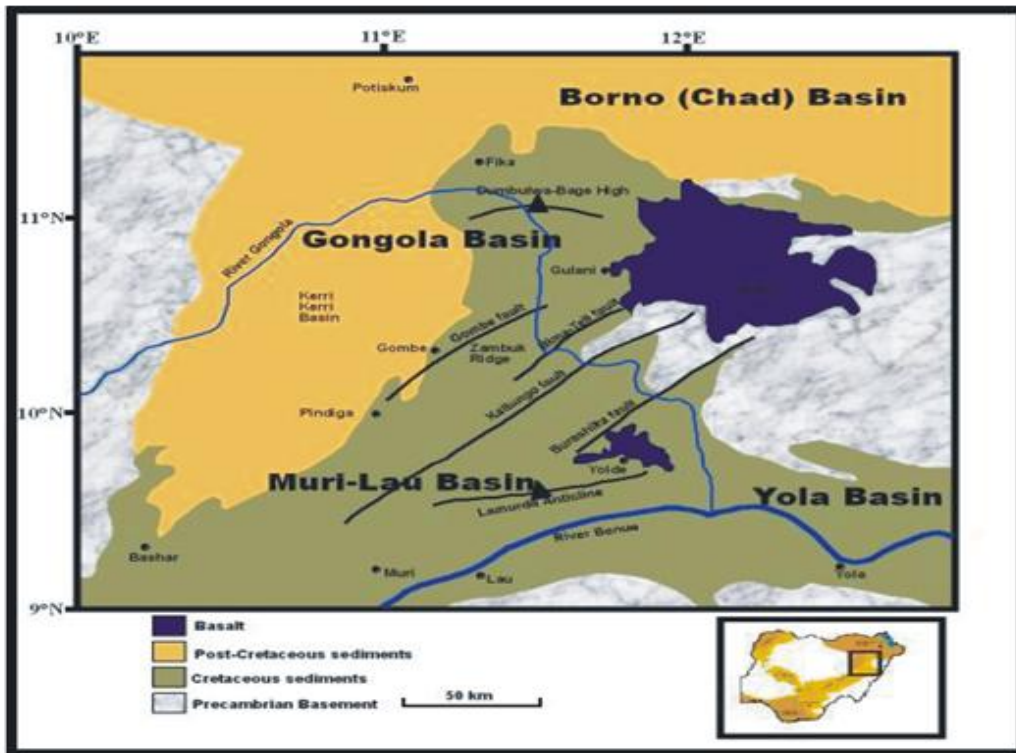 10°E 11°E 12°E
Potiskum
Borno (Chad) Basin
Fika
Dumbulwa-Bage High
11°N
River Gongola
Gongola Basin
Gulani
Kerri
Kerri
Basin
Gombe fault
Gombe
Zambuk
Ridge
Kaltungo fault
10°N
Pindiga
Burashika fault
Yolde
Muri-Lau Basin
Yola Basin
Lamurde Anticline
River Benue
Bashar
Muri
Lau
Yola
9°N
Basalt
Post-Cretaceous sediments
Cretaceous sediments
Precambrian Basement
50 km